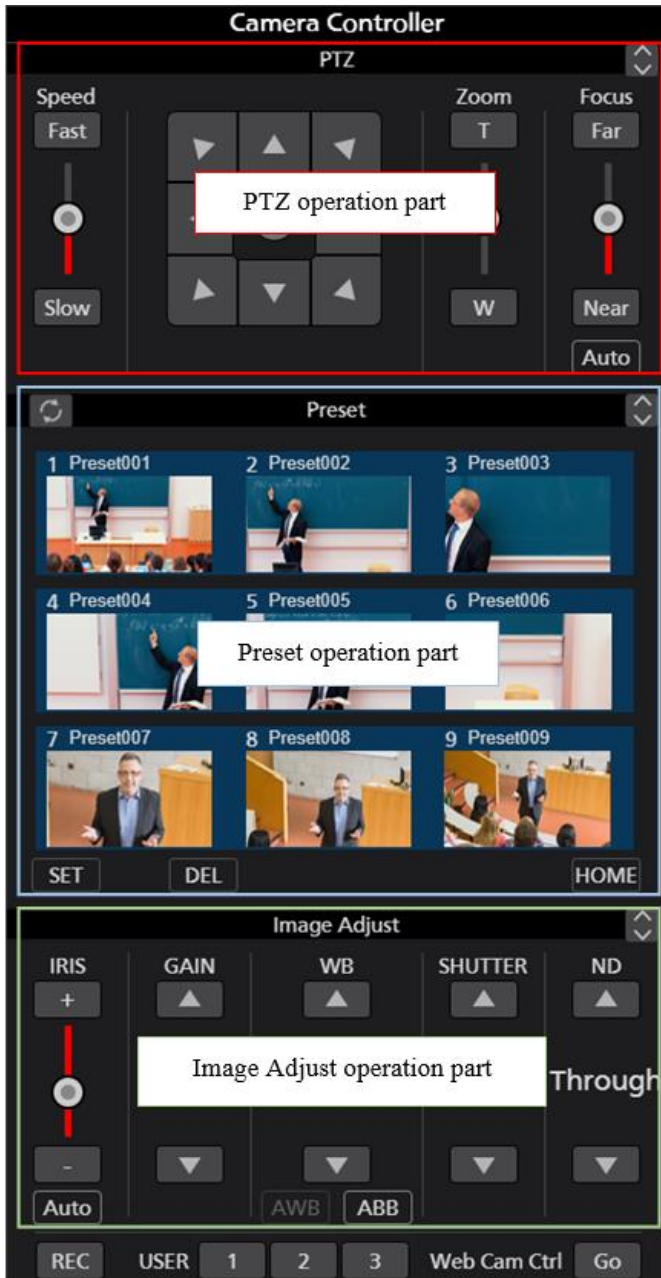 Camera Controller
PTZ
Speed Zoom Focus
Fast T Far
PTZ operation part
Slow W Near
Auto
Preset
1 Preset001 2 Preset002 3 Preset003
4 Preset004 5 Preset005 6 Preset006
Preset operation part
7 Preset007 8 Preset008 9 Preset009
SET DEL HOME
Image Adjust
IRIS GAIN WB SHUTTER ND
+
Image Adjust operation part
Through
-
Auto AWB ABB
REC USER 1 2 3 Web Cam Ctrl Go